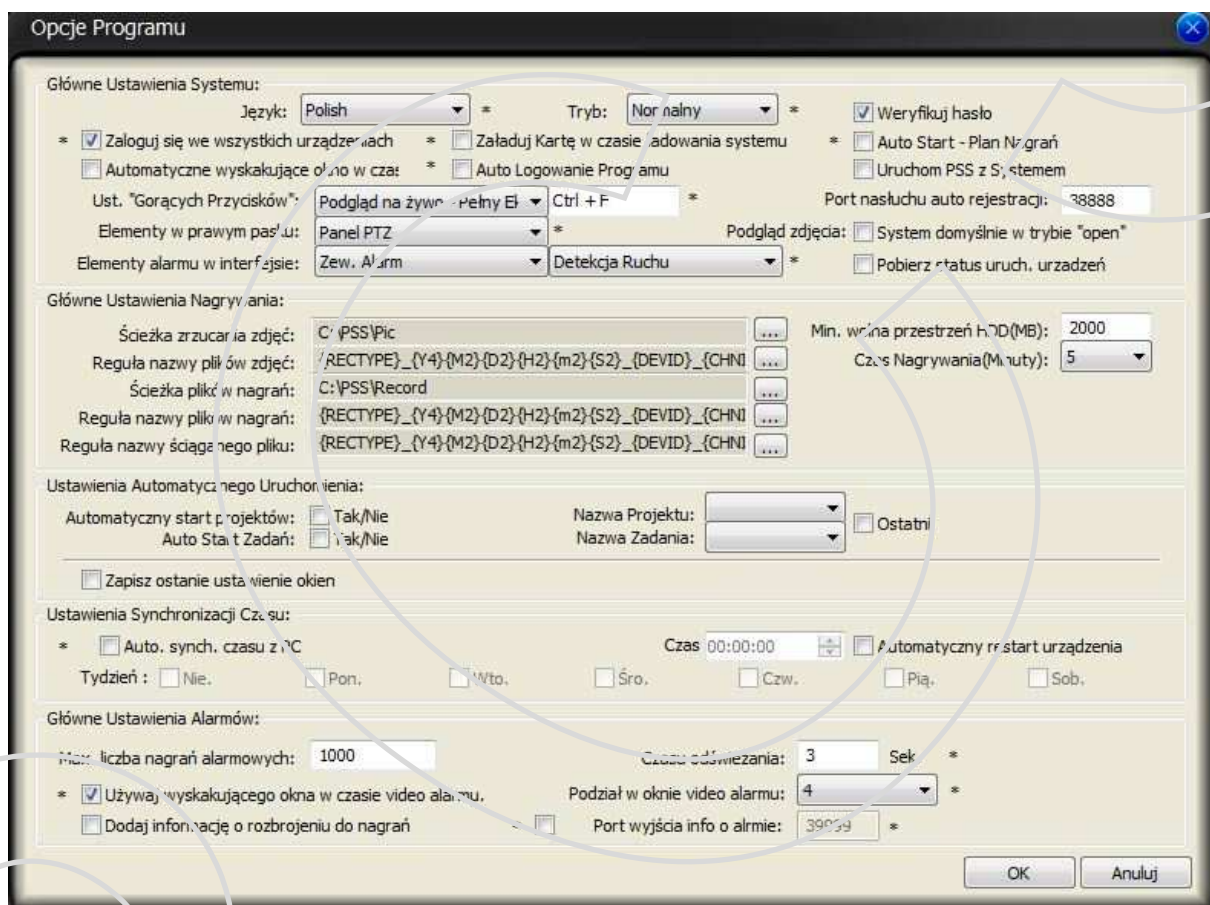 Opcje Programu
Główne Ustawienia Systemu:
Język: Polish * Tryb: Normalny * Weryfikuj hasło
* Zaloguj się we wszystkich urządzeniach * Załaduj Kartę w czasie ładowania systemu * Auto Start - Plan Nagrań
Automatyczne wyskakujące okno w czas * Auto Logowanie Programu Uruchom PSS z Systemem
Ust. "Gorących Przycisków": Podgląd na żywo - Pełny Ek Ctrl + F * Port nasłuchu auto rejestracji: 38888
Elementy w prawym pasku: Panel PTZ * Podgląd zdjęcia: System domyślnie w trybie "open"
Elementy alarmu w interfejsie: Zew. Alarm Detekcja Ruchu * Pobierz status uruch. urzadzeń
Główne Ustawienia Nagrywania:
Ścieżka zrzucania zdjęć: C:\PSS\Pic ... Min. wolna przestrzeń HDD(MB): 2000
Reguła nazwy plików zdjęć: {RECTYPE}_{Y4}{M2}{D2}{H2}{m2}{S2}_{DEVID}_{CHNI ... Czas Nagrywania(Minuty): 5
Ścieżka plików nagrań: C:\PSS\Record ...
Reguła nazwy plików nagrań: {RECTYPE}_{Y4}{M2}{D2}{H2}{m2}{S2}_{DEVID}_{CHNI ...
Reguła nazwy ściąganego pliku: {RECTYPE}_{Y4}{M2}{D2}{H2}{m2}{S2}_{DEVID}_{CHNI ...
Ustawienia Automatycznego Uruchomienia:
Automatyczny start projektów: Tak/Nie Nazwa Projektu: Ostatni
Auto Start Zadań: Tak/Nie Nazwa Zadania:
Zapisz ostanie ustawienie okien
Ustawienia Synchronizacji Czasu:
* Auto. synch. czasu z PC Czas 00:00:00 Automatyczny restart urządzenia
Tydzień : Nie. Pon. Wto. Śro. Czw. Pią. Sob.
Główne Ustawienia Alarmów:
Max. liczba nagrań alarmowych: 1000 Czasu odświeżania: 3 Sek *
* Używaj wyskakującego okna w czasie video alarmu. Podział w oknie video alarmu: 4 *
Dodaj informację o rozbrojeniu do nagrań * Port wyjścia info o alrmie: 39999 *
OK Anuluj